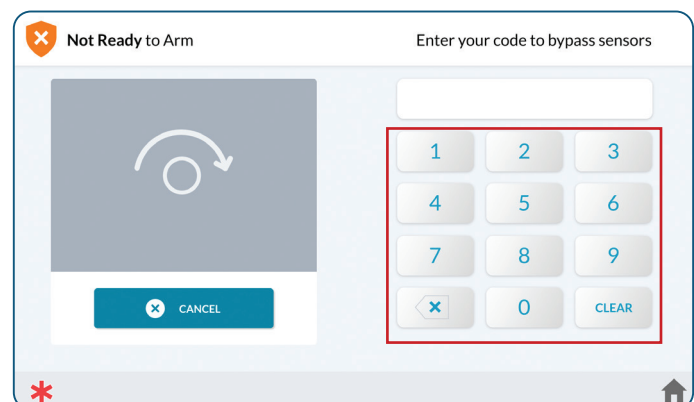 Not Ready to Arm
Enter your code to bypass sensors
1 2 3
4 5 6
7 8 9
0 CLEAR
CANCEL